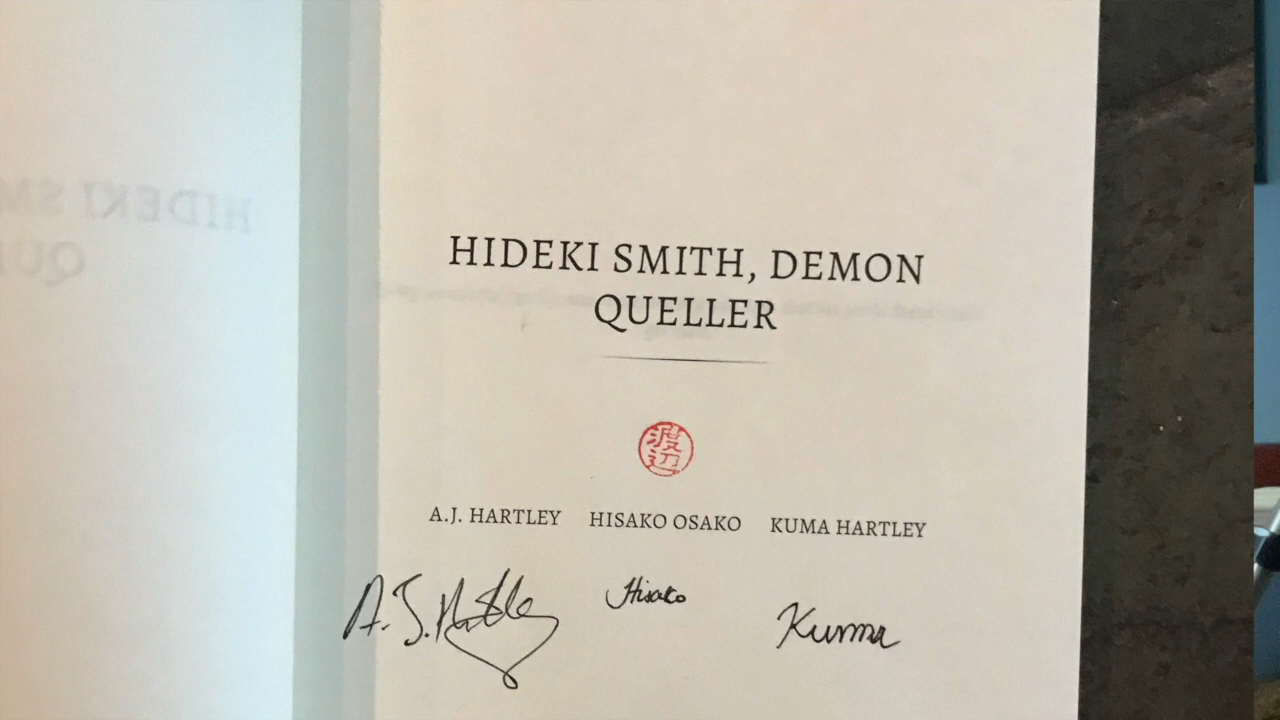 HIDEKI SMITH, DEMON
QUELLER
渡
辺
A.J. HARTLEY HISAKO OSAKO KUMA HARTLEY
A. J. Hartley Hisako Kuma